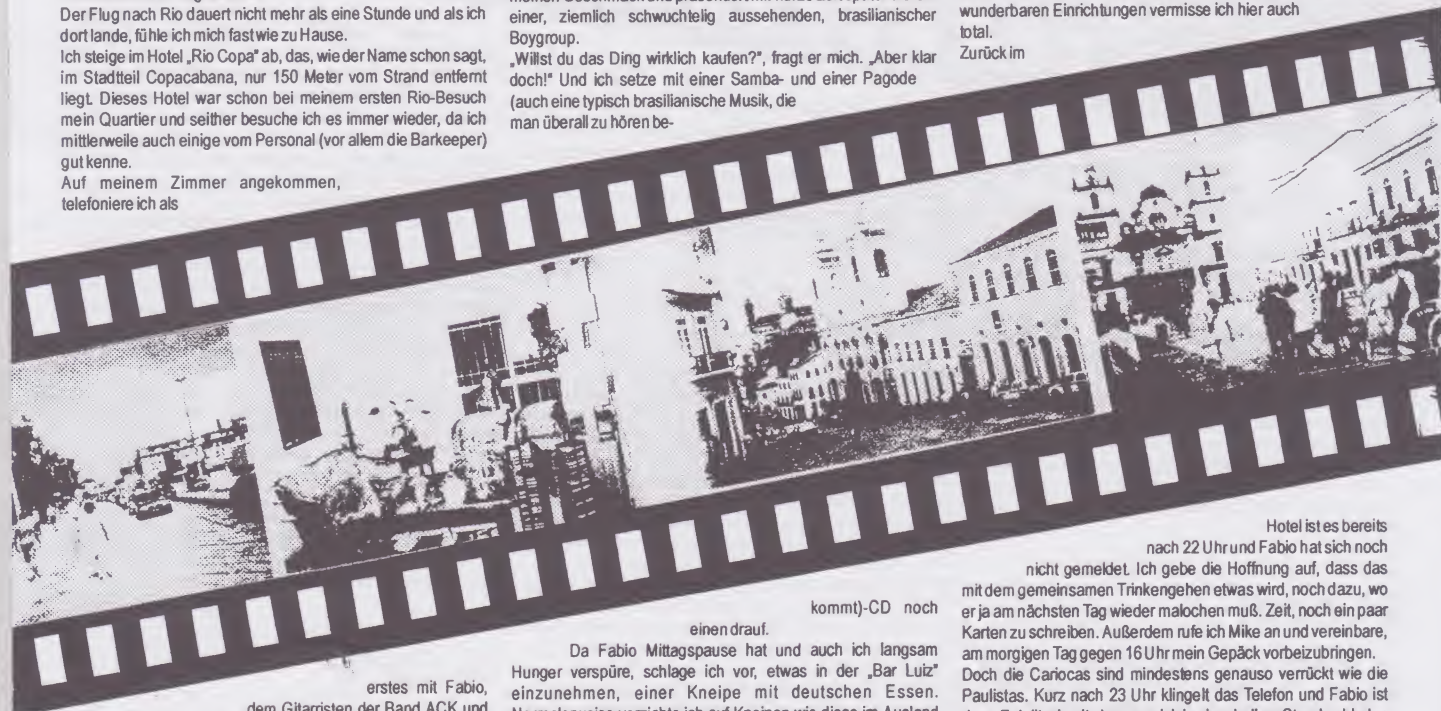 Der Flug nach Rio dauert nicht mehr als eine Stunde und als ich
dort lande, fühle ich mich fast wie zu Hause.
Ich steige im Hotel „Rio Copa" ab, das, wie der Name schon sagt,
im Stadtteil Copacabana, nur 150 Meter vom Strand entfernt
liegt. Dieses Hotel war schon bei meinem ersten Rio-Besuch
mein Quartier und seither besuche ich es immer wieder, da ich
mittlerweile auch einige vom Personal (vor allem die Barkeeper)
gut kenne.
Auf meinem Zimmer angekommen,
telefoniere ich als
erstes mit Fabio,
dem Gitarristen der Band ACK und
einer, ziemlich schwuchtelig aussehenden, brasilianischer
Boygroup.
„Willst du das Ding wirklich kaufen?", fragt er mich. „Aber klar
doch!" Und ich setze mit einer Samba- und einer Pagode
(auch eine typisch brasilianische Musik, die
man überall zu hören be-
kommt)-CD noch
einen drauf.
Da Fabio Mittagspause hat und auch ich langsam
Hunger verspüre, schlage ich vor, etwas in der „Bar Luiz"
einzunehmen, einer Kneipe mit deutschen Essen.
wunderbaren Einrichtungen vermisse ich hier auch
total.
Zurück im
Hotel ist es bereits
nach 22 Uhr und Fabio hat sich noch
nicht gemeldet. Ich gebe die Hoffnung auf, dass das
mit dem gemeinsamen Trinkengehen etwas wird, noch dazu, wo
er ja am nächsten Tag wieder malochen muß. Zeit, noch ein paar
Karten zu schreiben. Außerdem rufe ich Mike an und vereinbare,
am morgigen Tag gegen 16 Uhr mein Gepäck vorbeizubringen.
Doch die Cariocas sind mindestens genauso verrückt wie die
Paulistas. Kurz nach 23 Uhr klingelt das Telefon und Fabio ist